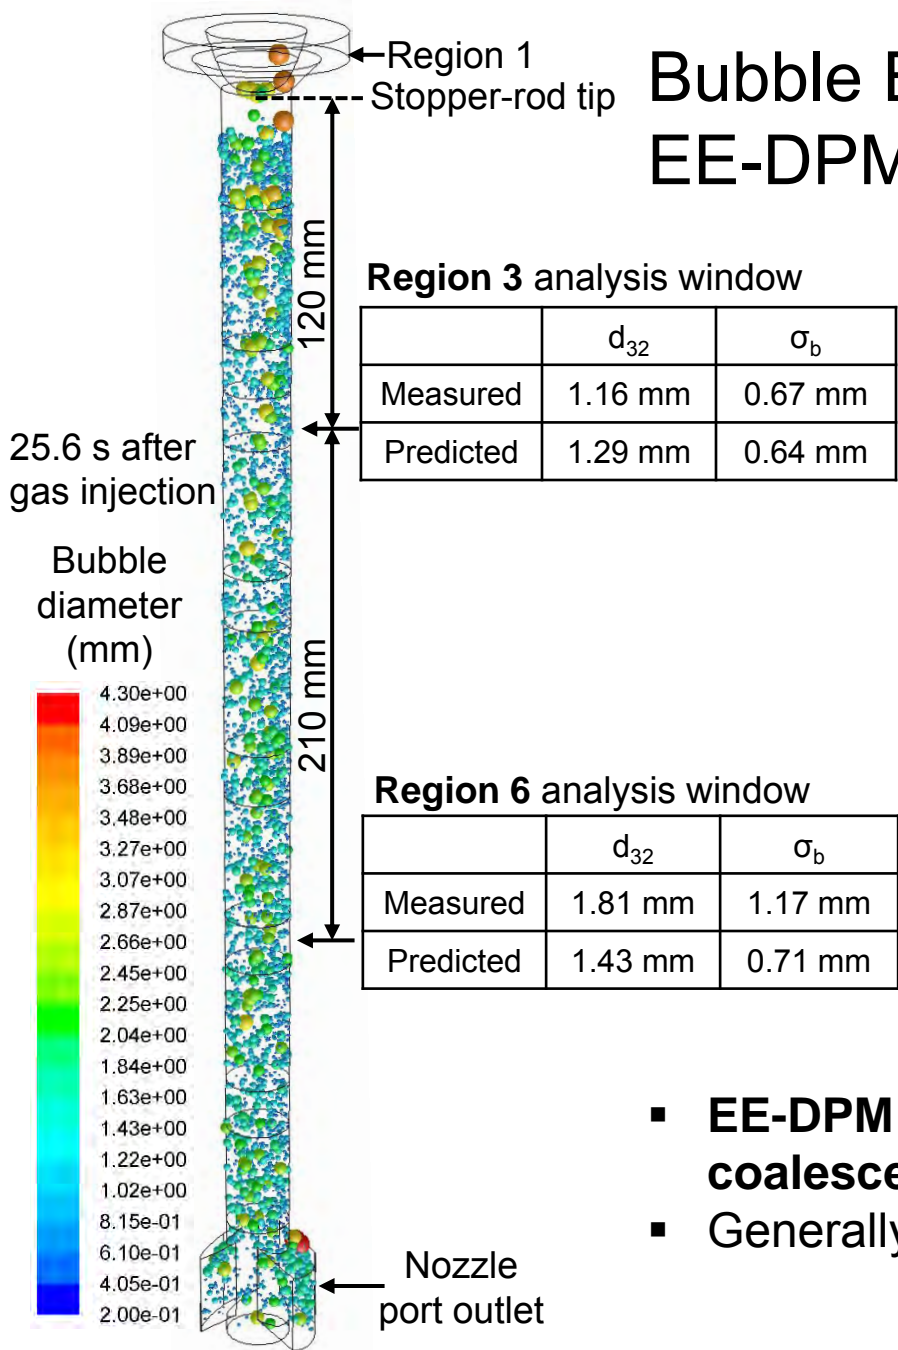 Region 1
Stopper-rod tip
Bubble
EE-DPM
120 mm
Region 3 analysis window
d32 σb
Measured 1.16 mm 0.67 mm
Predicted 1.29 mm 0.64 mm
25.6 s after
gas injection
Bubble
diameter
(mm)
4.30e+00
4.09e+00
3.89e+00
3.68e+00
3.48e+00
3.27e+00
3.07e+00
2.87e+00
2.66e+00
2.45e+00
2.25e+00
2.04e+00
1.84e+00
1.63e+00
1.43e+00
1.22e+00
1.02e+00
8.15e-01
6.10e-01
4.05e-01
2.00e-01
210 mm
Region 6 analysis window
d32 σb
Measured 1.81 mm 1.17 mm
Predicted 1.43 mm 0.71 mm
▪ EE-DPM
coalesce
▪ Generally
Nozzle
port outlet